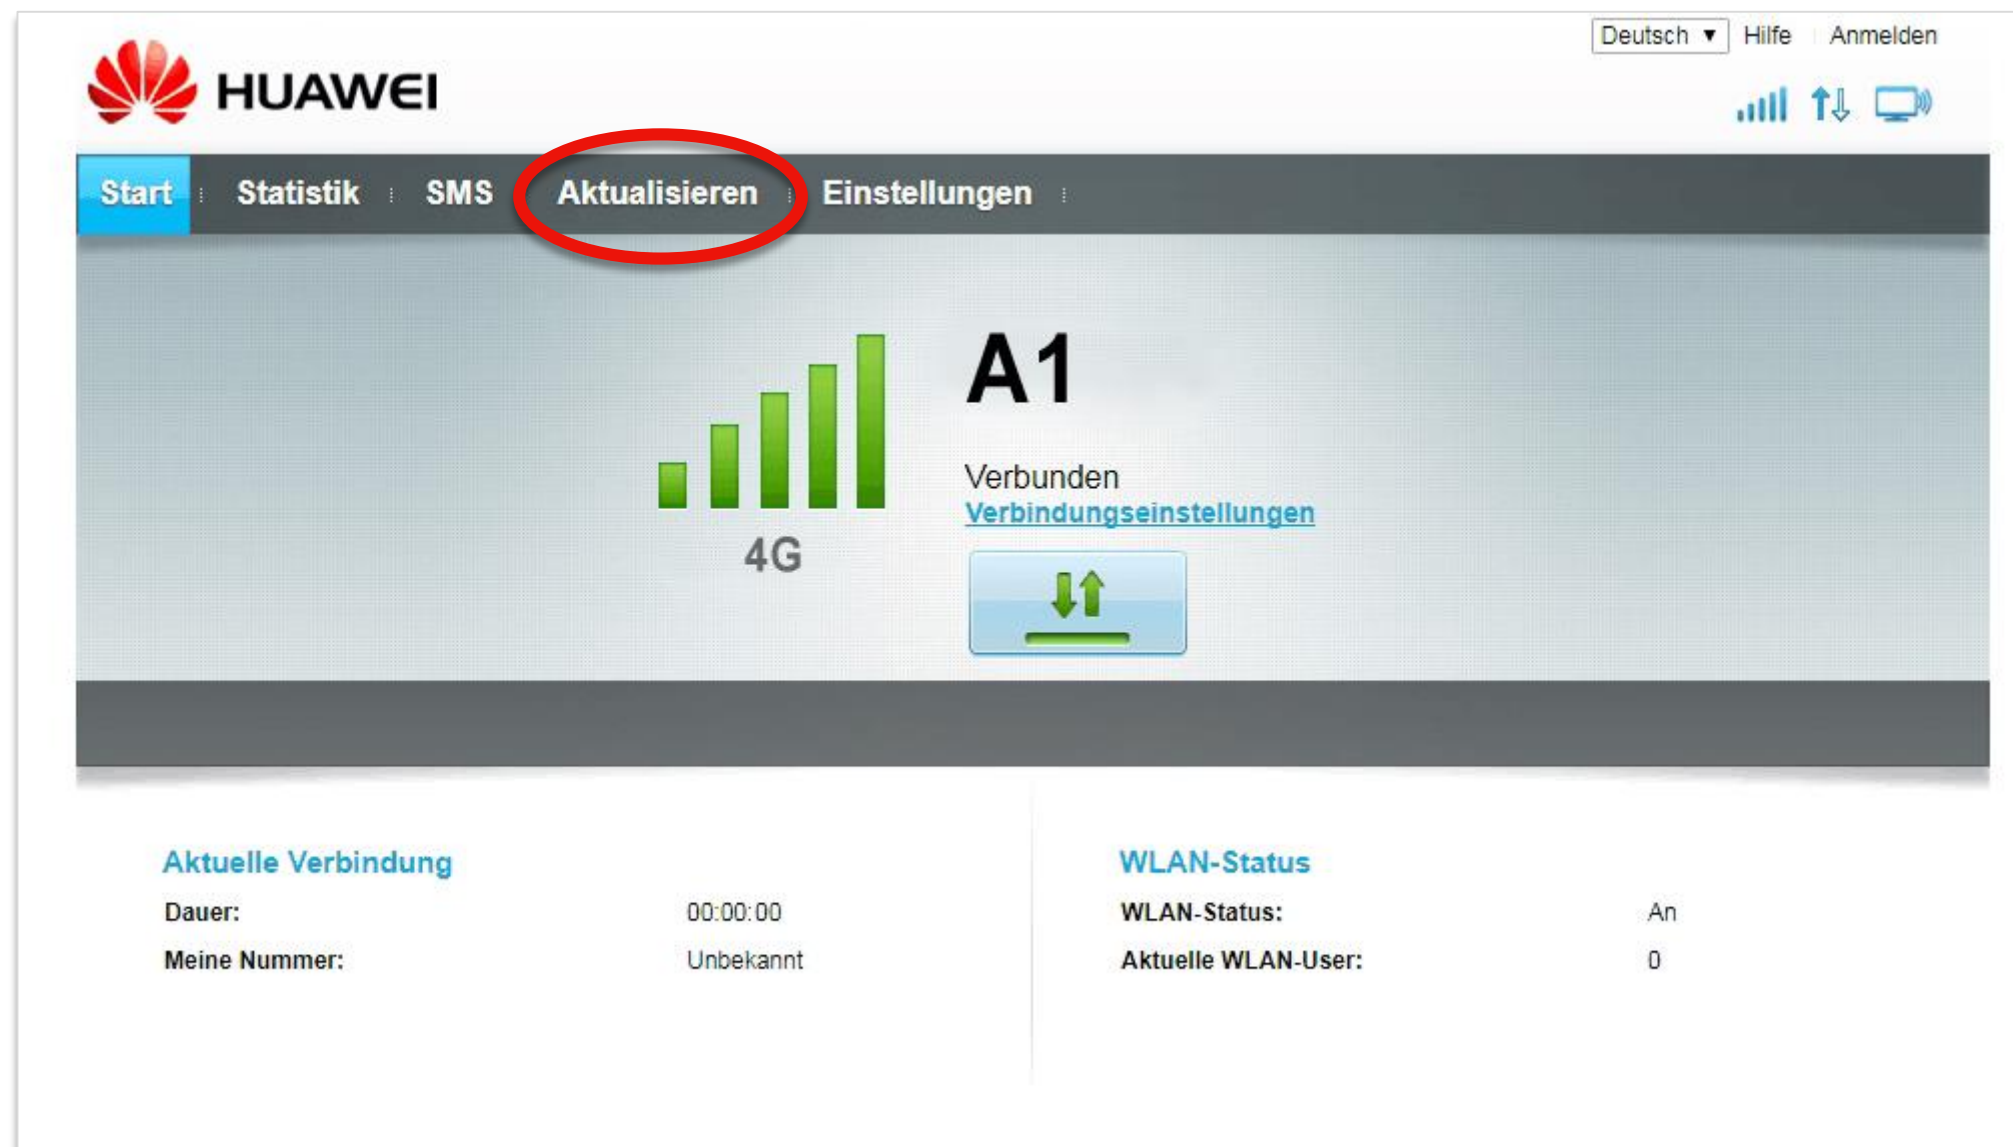 Deutsch ▼ Hilfe Anmelden
HUAWEI
Start Statistik SMS Aktualisieren Einstellungen
A1
Verbunden
Verbindungseinstellungen
4G
Aktuelle Verbindung
Dauer: 00:00:00
Meine Nummer: Unbekannt
WLAN-Status
WLAN-Status: An
Aktuelle WLAN-User: 0